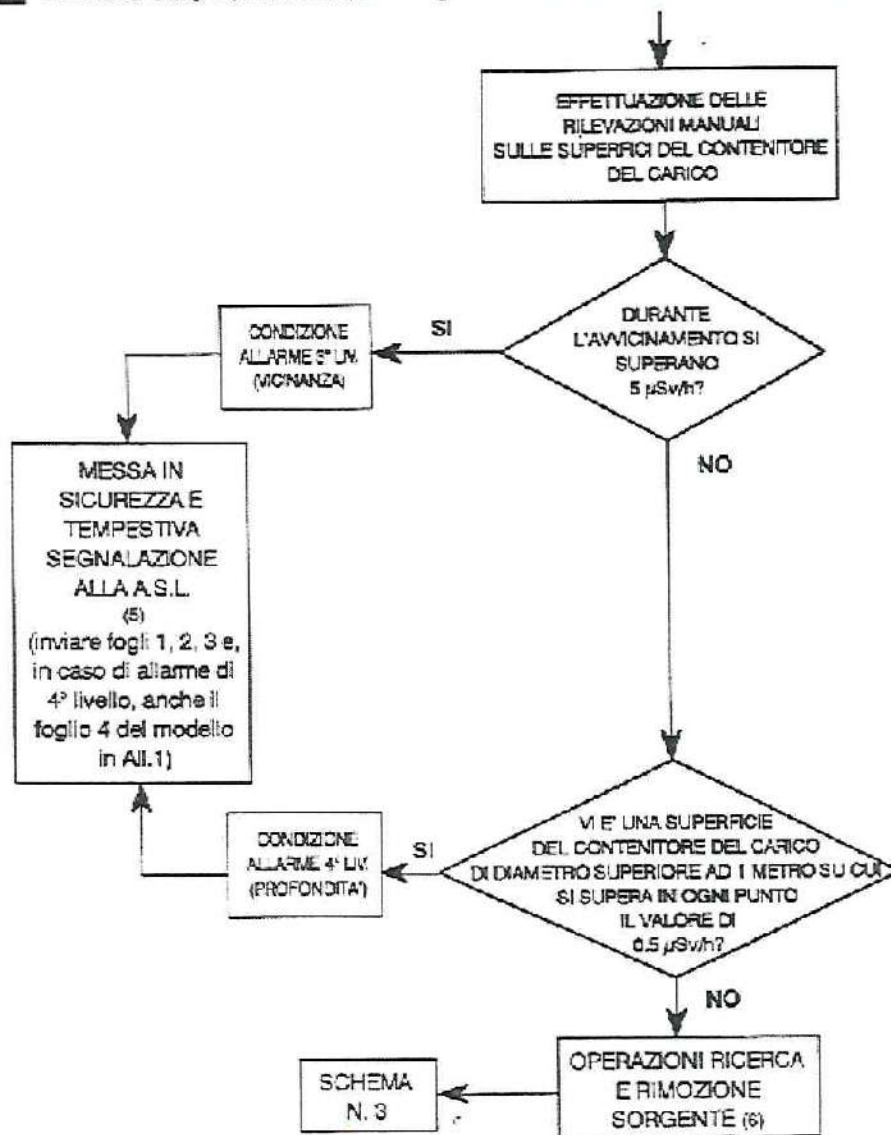 EFFETTUAZIONE DELLE
RILEVAZIONI MANUALI
SULLE SUPERFICI DEL CONTENITORE
DEL CARICO
DURANTE
L'AVVICINAMENTO SI
SUPERANO
5 µSv/h?
SI
CONDIZIONE
ALLARME 3° LIV.
(VICINANZA)
NO
MESSA IN
SICUREZZA E
TEMPESTIVA
SEGNALAZIONE
ALLA A.S.L.
(5)
(inviare fogli 1, 2, 3 e,
in caso di allarme di
4° livello, anche il
foglio 4 del modello
in All.1)
VI E' UNA SUPERFICIE
DEL CONTENITORE DEL CARICO
DI DIAMETRO SUPERIORE AD 1 METRO SU CUI
SI SUPERA IN OGNI PUNTO
IL VALORE DI
0.5 µSv/h?
SI
CONDIZIONE
ALLARME 4° LIV.
(PROFONDITA')
NO
OPERAZIONI RICERCA
E RIMOZIONE
SORGENTE (6)
SCHEMA
N. 3